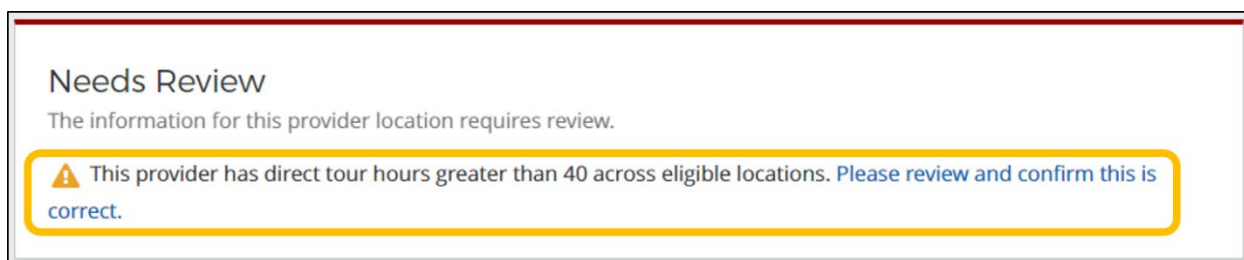 Needs Review
The information for this provider location requires review.
This provider has direct tour hours greater than 40 across eligible locations. Please review and confirm this is
correct.